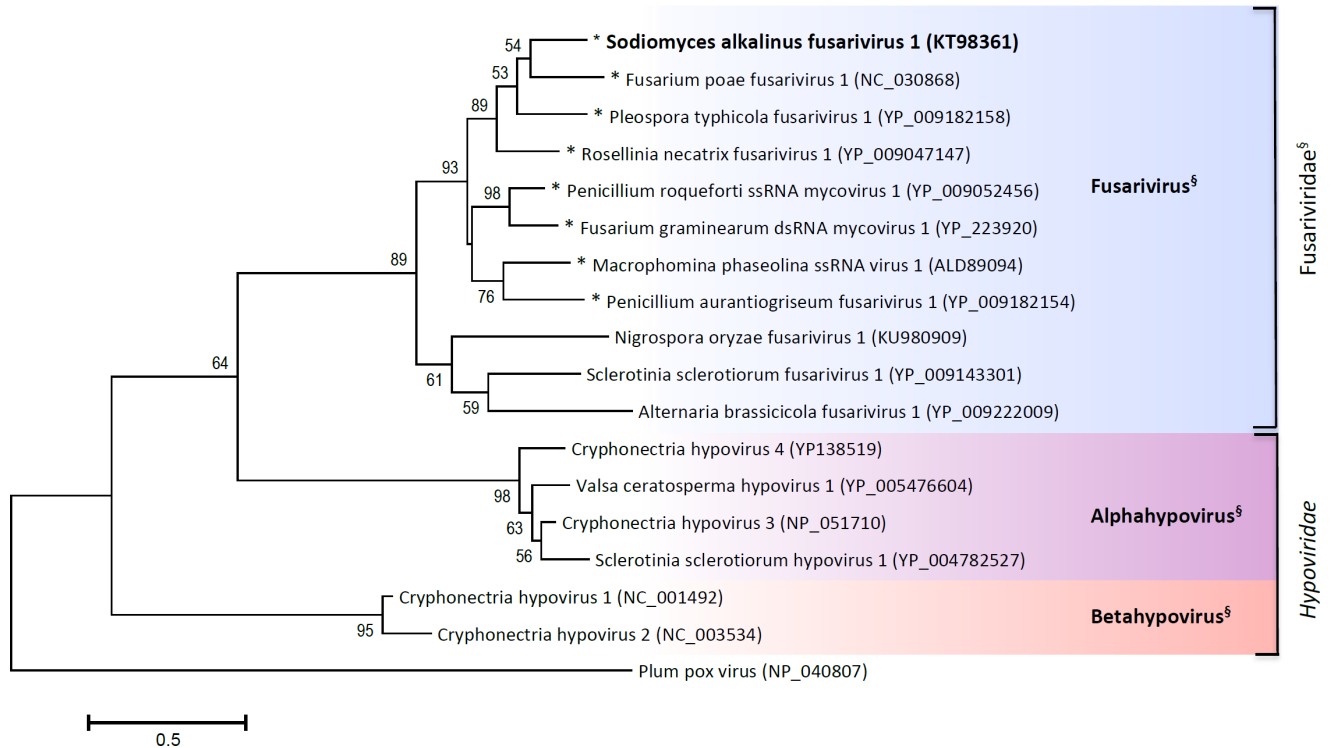 54
* Sodiomyces alkalinus fusarivirus 1 (KT98361)
53
* Fusarium poae fusarivirus 1 (NC_030868)
89
* Pleospora typhicola fusarivirus 1 (YP_009182158)
* Rosellinia necatrix fusarivirus 1 (YP_009047147)
93
98
* Penicillium roqueforti ssRNA mycovirus 1 (YP_009052456)
Fusarivirus§
Fusariviridae§
* Fusarium graminearum dsRNA mycovirus 1 (YP_223920)
89
* Macrophomina phaseolina ssRNA virus 1 (ALD89094)
76
* Penicillium aurantiogriseum fusarivirus 1 (YP_009182154)
Nigrospora oryzae fusarivirus 1 (KU980909)
64
61
Sclerotinia sclerotiorum fusarivirus 1 (YP_009143301)
59
Alternaria brassicicola fusarivirus 1 (YP_009222009)
Cryphonectria hypovirus 4 (YP138519)
98
Valsa ceratosperma hypovirus 1 (YP_005476604)
Alphahypovirus§
63
Cryphonectria hypovirus 3 (NP_051710)
56
Sclerotinia sclerotiorum hypovirus 1 (YP_004782527)
Hypoviridae
Cryphonectria hypovirus 1 (NC_001492)
Betahypovirus§
95
Cryphonectria hypovirus 2 (NC_003534)
Plum pox virus (NP_040807)
0.5